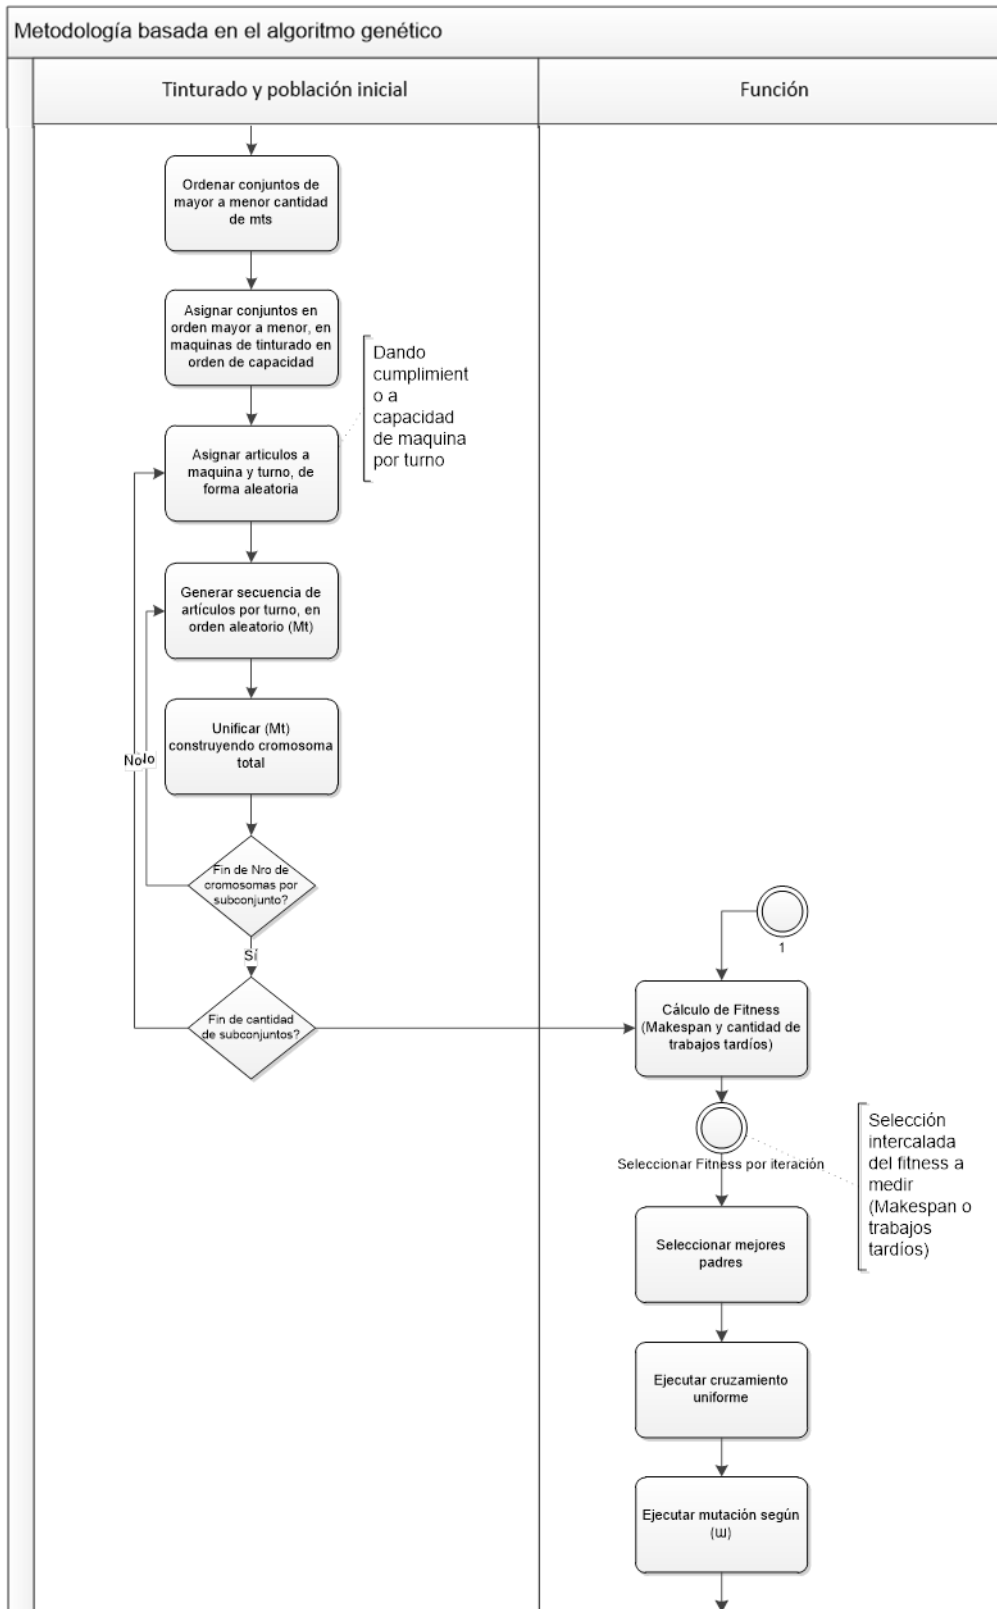 Metodología basada en el algoritmo genético
Tinturado y población inicial
Función
Ordenar conjuntos de
mayor a menor cantidad
de mts
Asignar conjuntos en
orden mayor a menor, en
maquinas de tinturado en
orden de capacidad
Dando
cumplimient
o a
capacidad
de maquina
por turno
Asignar articulos a
maquina y turno, de
forma aleatoria
Generar secuencia de
artículos por turno, en
orden aleatorio (Mt)
Unificar (Mt)
construyendo cromosoma
total
No
Fin de Nro de
cromosomas por
subconjunto?
Sí
Fin de cantidad
de subconjuntos?
1
Cálculo de Fitness
(Makespan y cantidad de
trabajos tardíos)
Seleccionar Fitness por iteración
Selección
intercalada
del fitness a
medir
(Makespan o
trabajos
tardíos)
Seleccionar mejores
padres
Ejecutar cruzamiento
uniforme
Ejecutar mutación según
(ω)